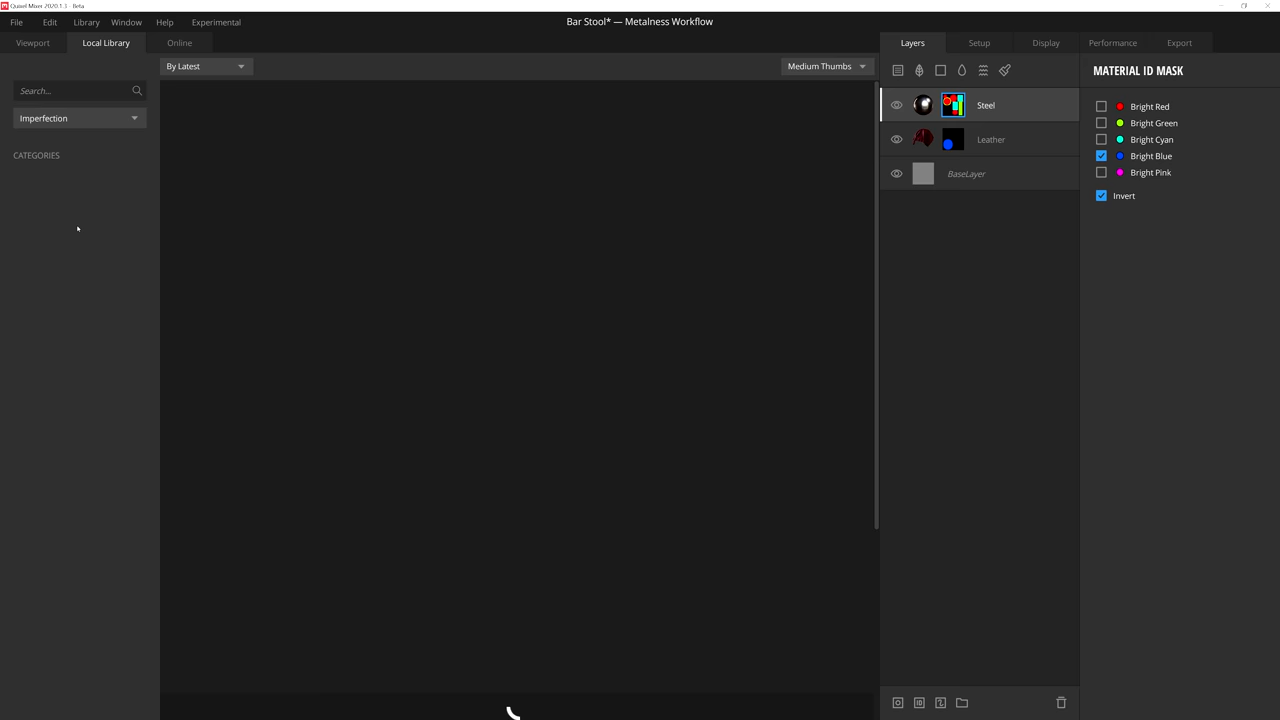 Quixel Mixer 2020.1.3 - Beta
File Edit Library Window Help Experimental
Bar Stool* — Metalness Workflow
Viewport Local Library Online
Layers Setup Display Performance Export
By Latest
Medium Thumbs
Search...
Imperfection
CATEGORIES
Steel
Leather
BaseLayer
MATERIAL ID MASK
Bright Red
Bright Green
Bright Cyan
Bright Blue
Bright Pink
Invert
ID